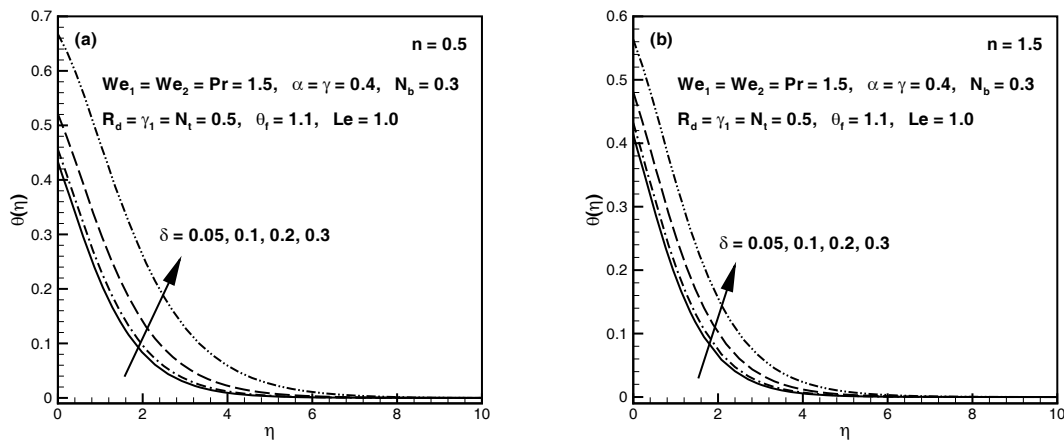 0.7
0.6
0.5
0.4
0.3
0.2
0.1
0
θ(η)
(a)
n = 0.5
We₁ = We₂ = Pr = 1.5, α = γ = 0.4, N_b = 0.3
R_d = γ₁ = N_t = 0.5, θ_f = 1.1, Le = 1.0
δ = 0.05, 0.1, 0.2, 0.3
0 2 4 6 8 10
η
0.6
0.5
0.4
0.3
0.2
0.1
0
θ(η)
(b)
n = 1.5
We₁ = We₂ = Pr = 1.5, α = γ = 0.4, N_b = 0.3
R_d = γ₁ = N_t = 0.5, θ_f = 1.1, Le = 1.0
δ = 0.05, 0.1, 0.2, 0.3
0 2 4 6 8 10
η